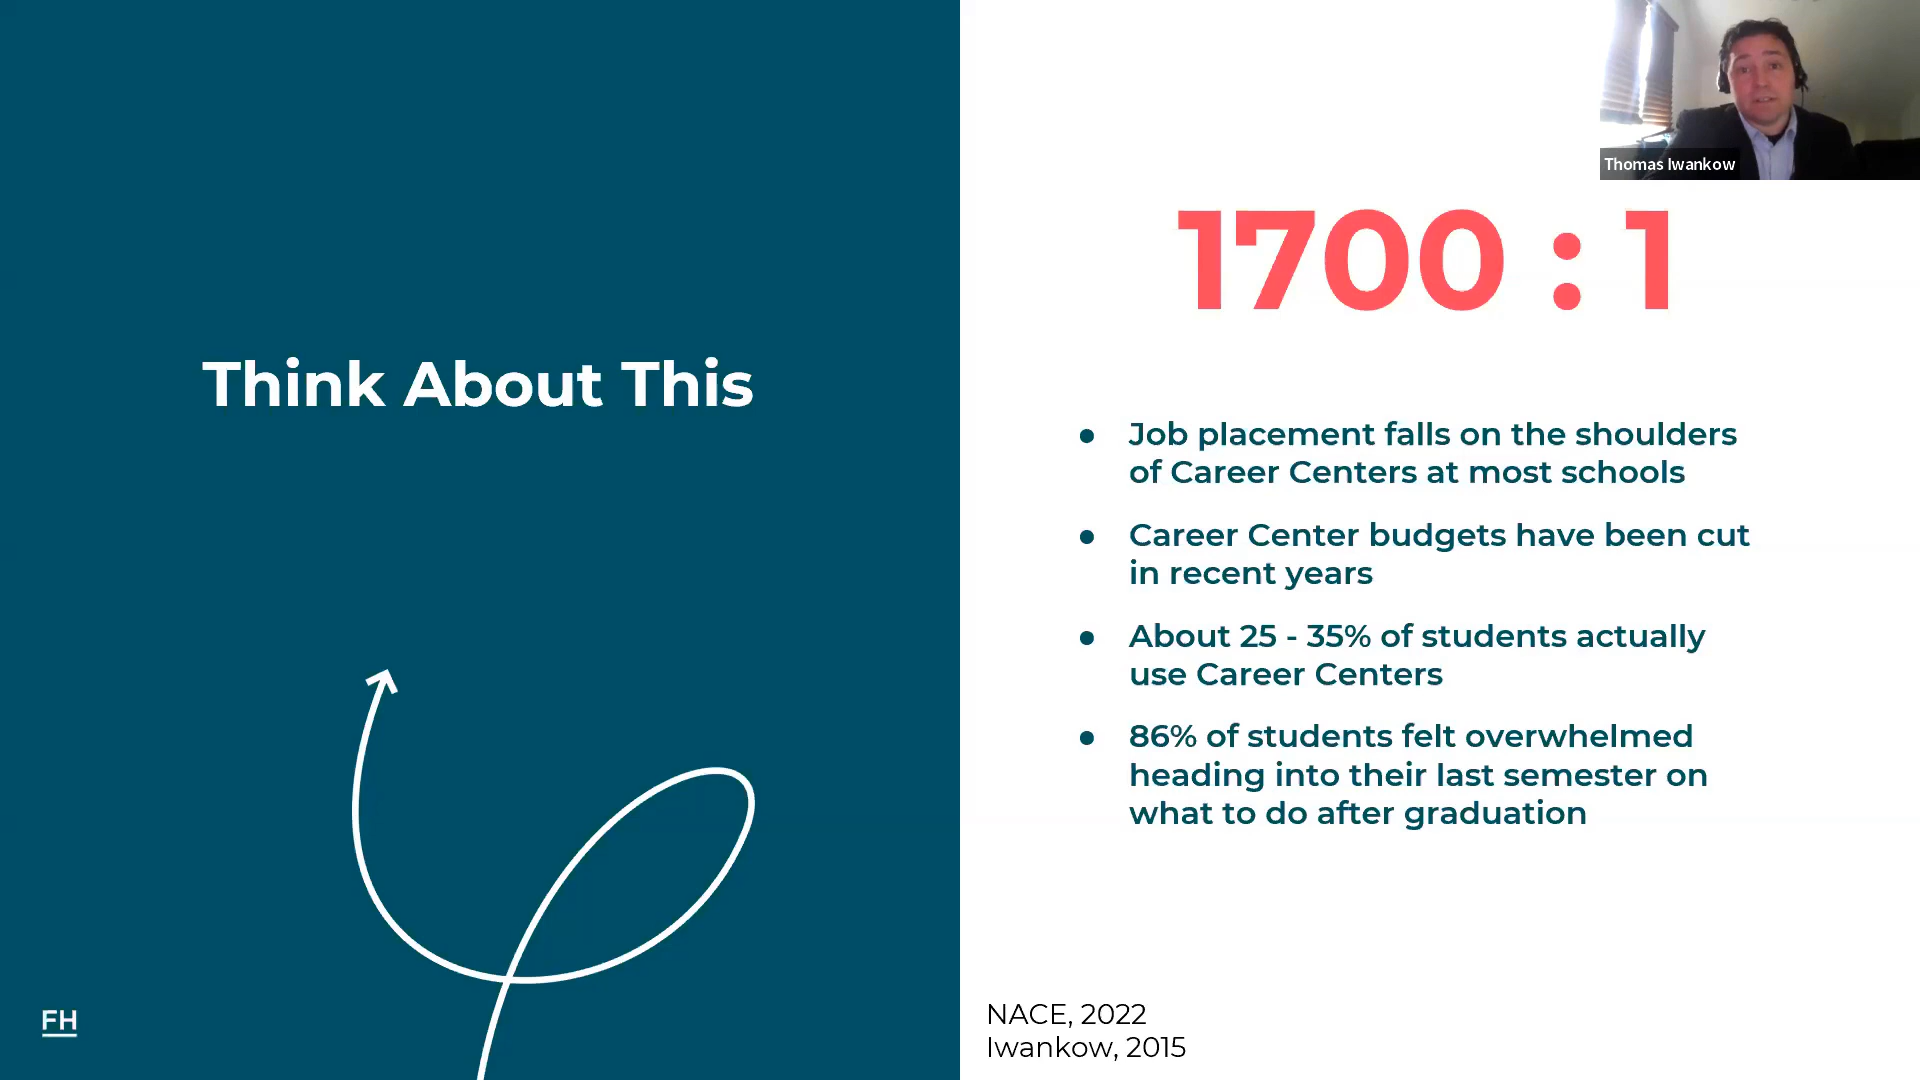 Think About This
FH
Thomas Iwankow
1700 : 1
● Job placement falls on the shoulders
of Career Centers at most schools
● Career Center budgets have been cut
in recent years
● About 25 - 35% of students actually
use Career Centers
● 86% of students felt overwhelmed
heading into their last semester on
what to do after graduation
NACE, 2022
Iwankow, 2015